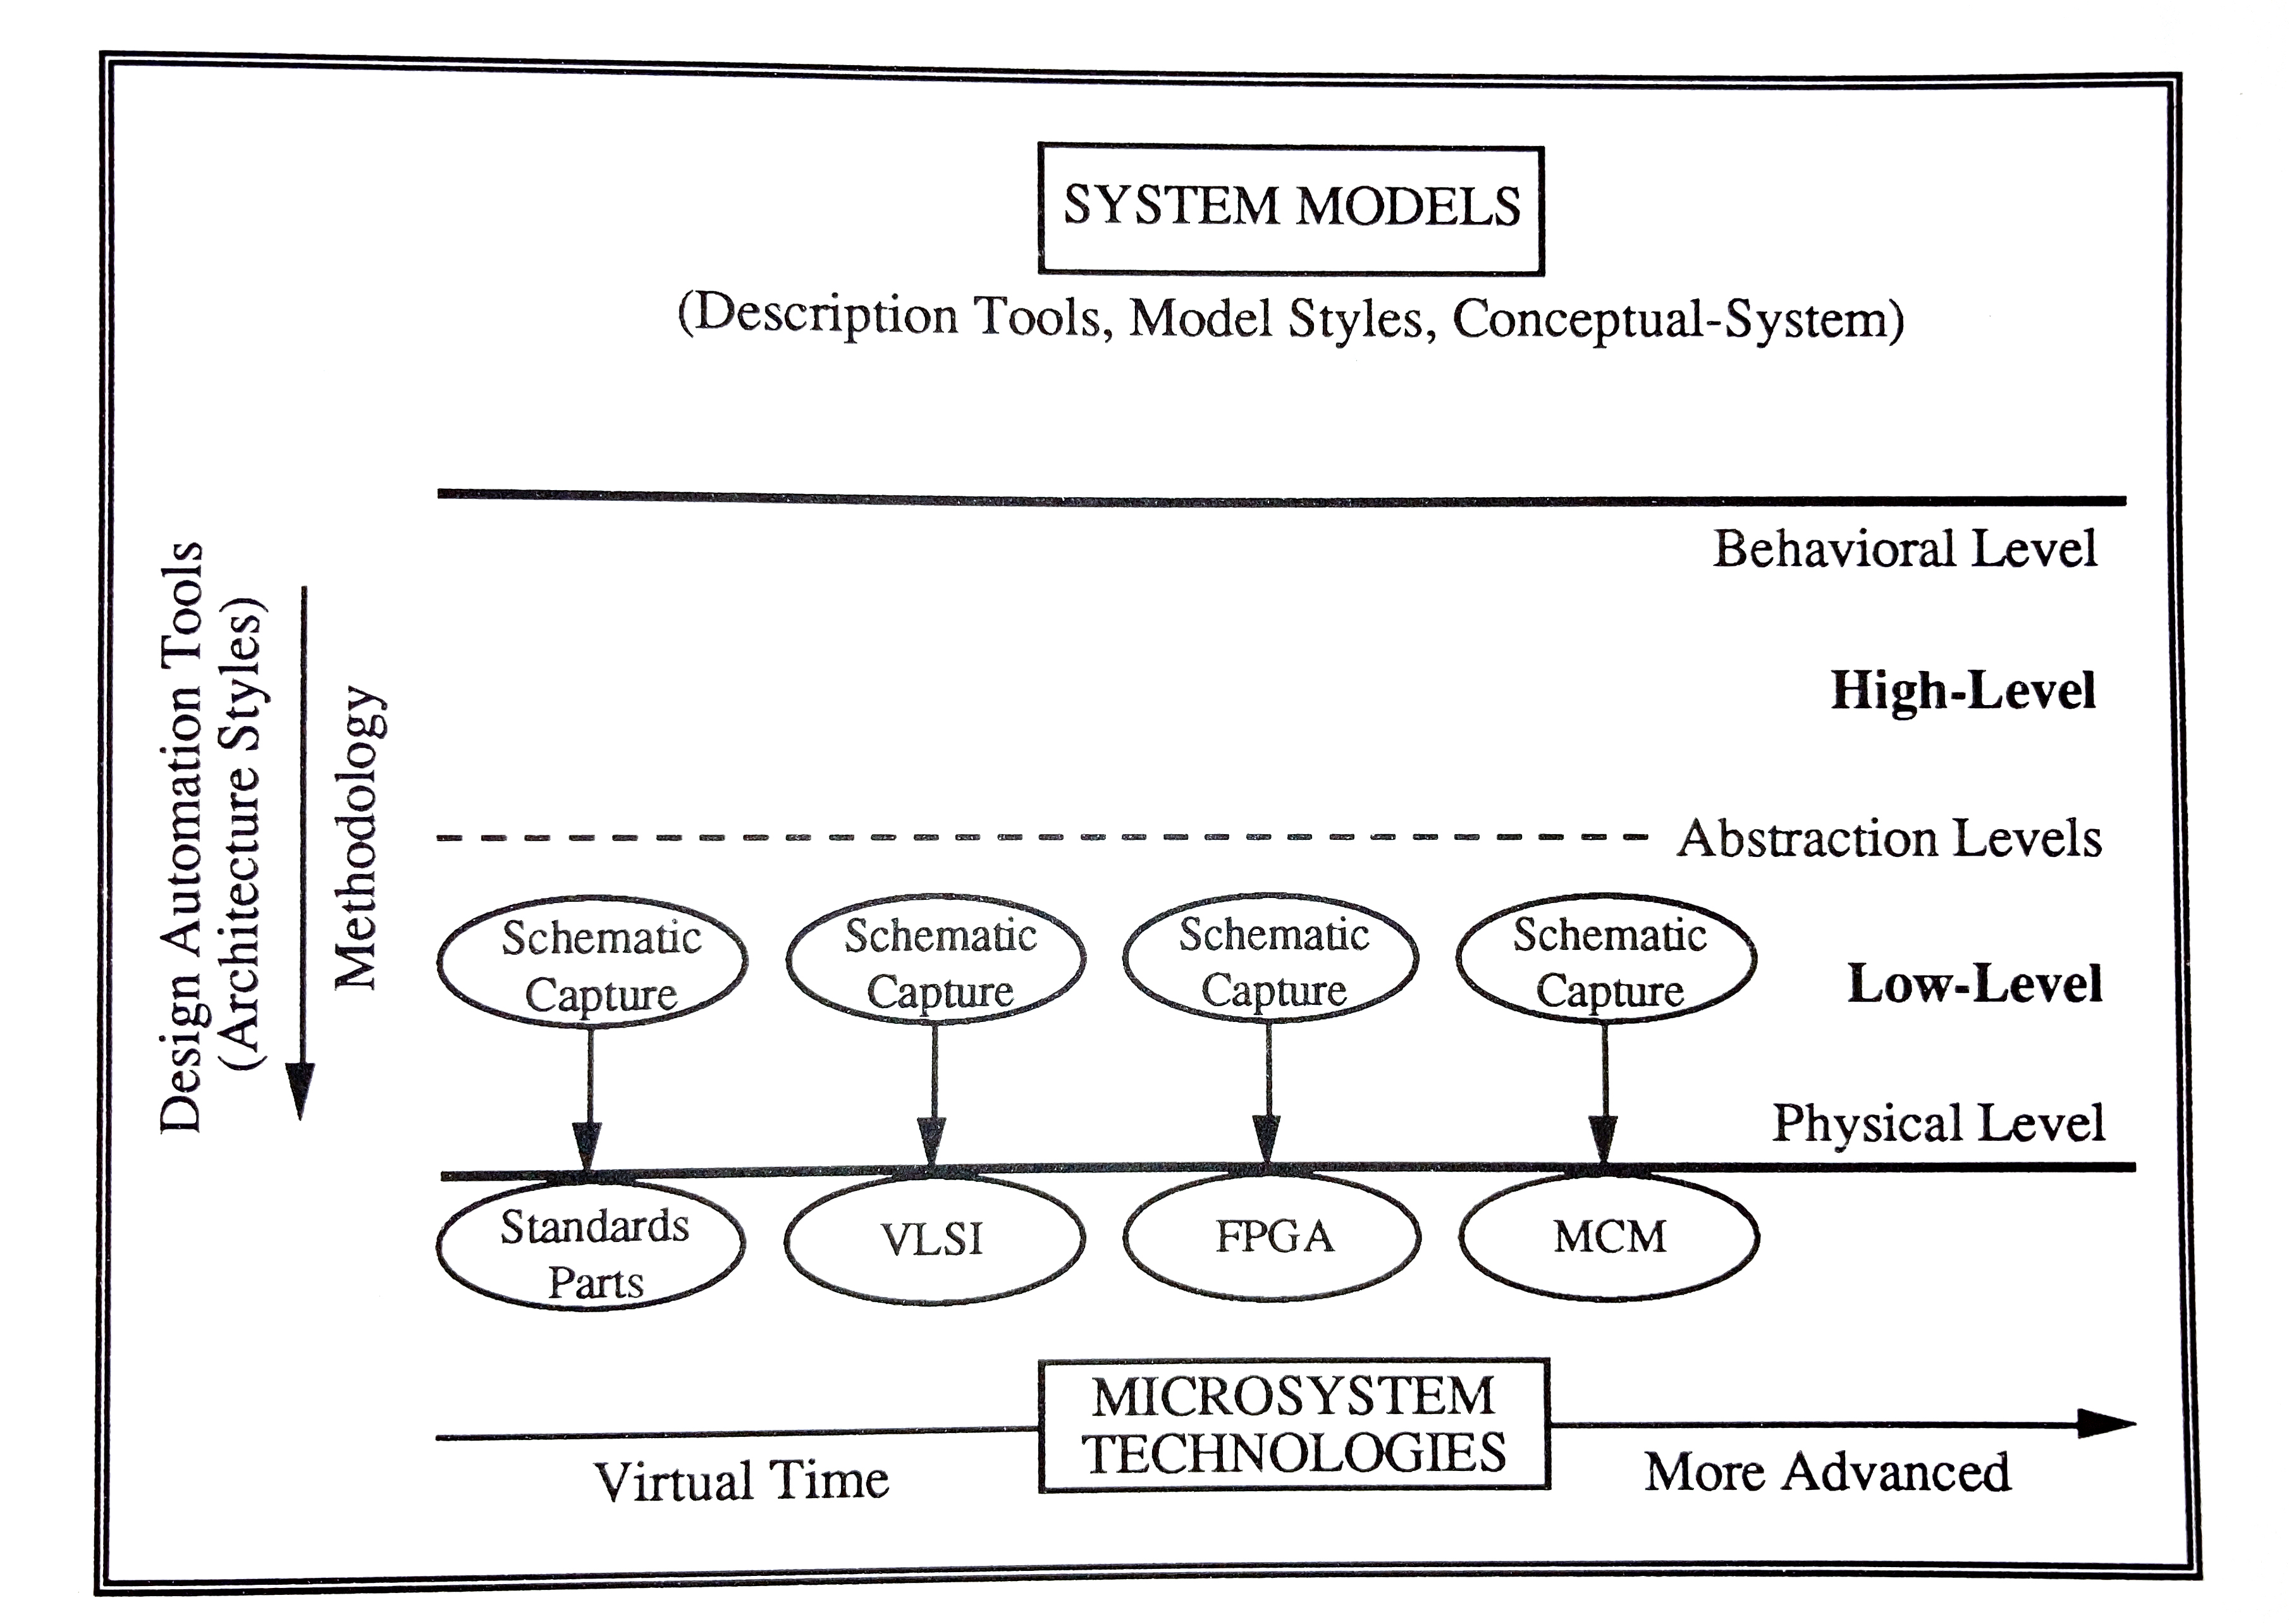 SYSTEM MODELS
(Description Tools, Model Styles, Conceptual-System)
Behavioral Level
High-Level
Abstraction Levels
Low-Level
Physical Level
Design Automation Tools
(Architecture Styles)
Methodology
Schematic
Capture
Schematic
Capture
Schematic
Capture
Schematic
Capture
Standards
Parts
VLSI
FPGA
MCM
MICROSYSTEM
TECHNOLOGIES
Virtual Time
More Advanced